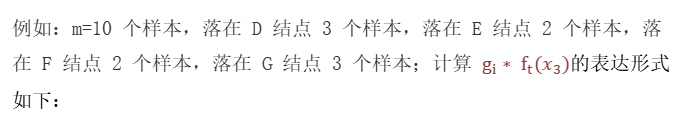 例如：m=10 个样本，落在 D 结点 3 个样本，落在 E 结点 2 个样本，落
在 F 结点 2 个样本，落在 G 结点 3 个样本；计算 gᵢ * fₜ(x₃)的表达形式
如下：